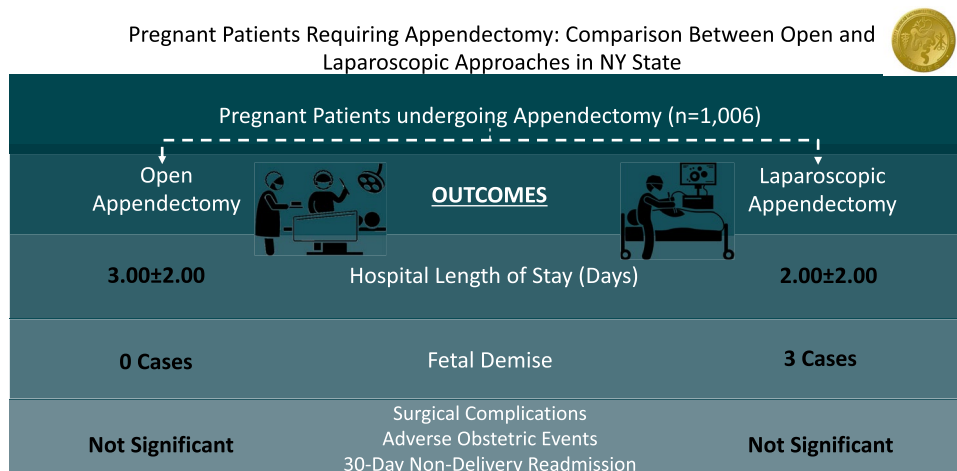 Pregnant Patients Requiring Appendectomy: Comparison Between Open and
Laparoscopic Approaches in NY State
Pregnant Patients undergoing Appendectomy (n=1,006)
Open
Appendectomy
OUTCOMES
Laparoscopic
Appendectomy
3.00±2.00
Hospital Length of Stay (Days)
2.00±2.00
0 Cases
Fetal Demise
3 Cases
Surgical Complications
Adverse Obstetric Events
30-Day Non-Delivery Readmission
Not Significant
Not Significant